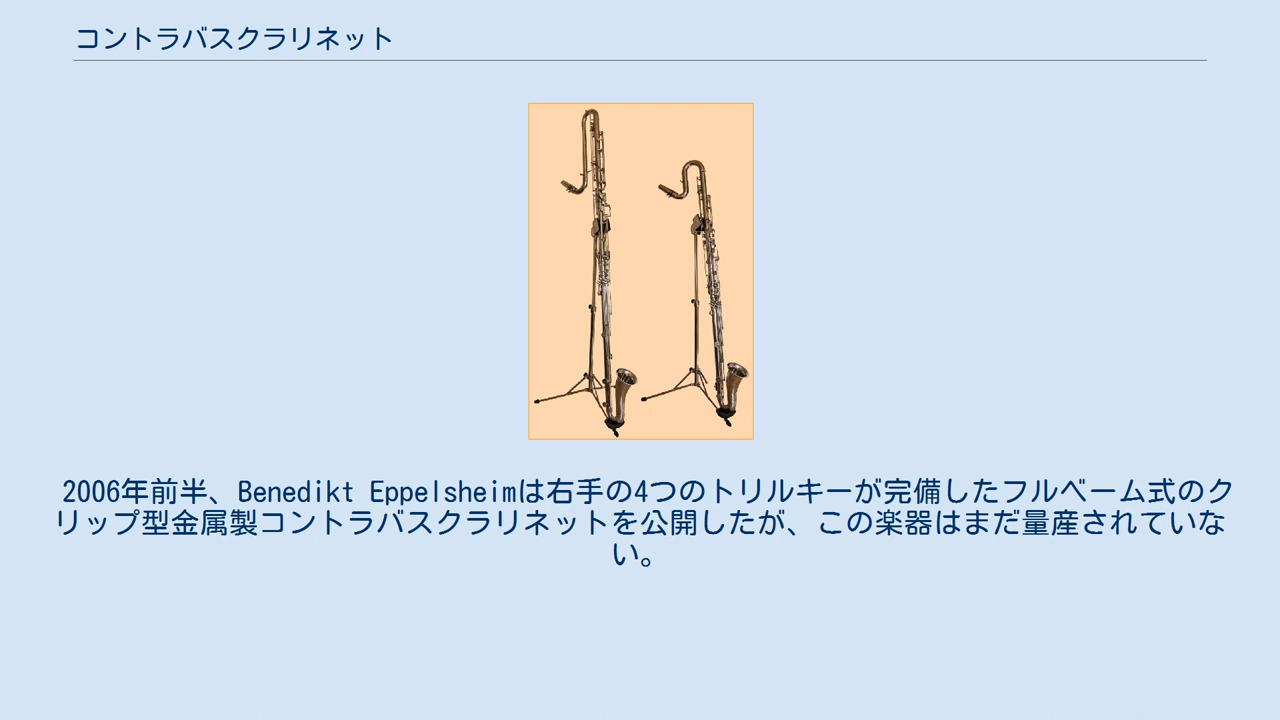 コントラバスクラリネット
2006年前半、Benedikt Eppelsheimは右手の4つのトリルキーが完備したフルベーム式のク
リップ型金属製コントラバスクラリネットを公開したが、この楽器はまだ量産されていな
い。